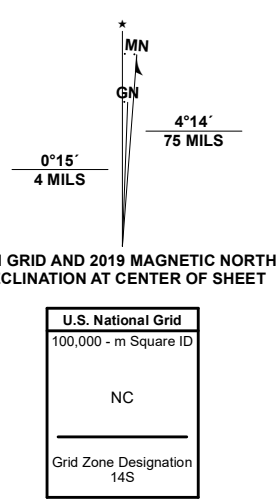 ★
MN
GN
4°14´
75 MILS
0°15´
4 MILS
GRID AND 2019 MAGNETIC NORTH
CLINATION AT CENTER OF SHEET
U.S. National Grid
100,000 - m Square ID
NC
Grid Zone Designation
14S